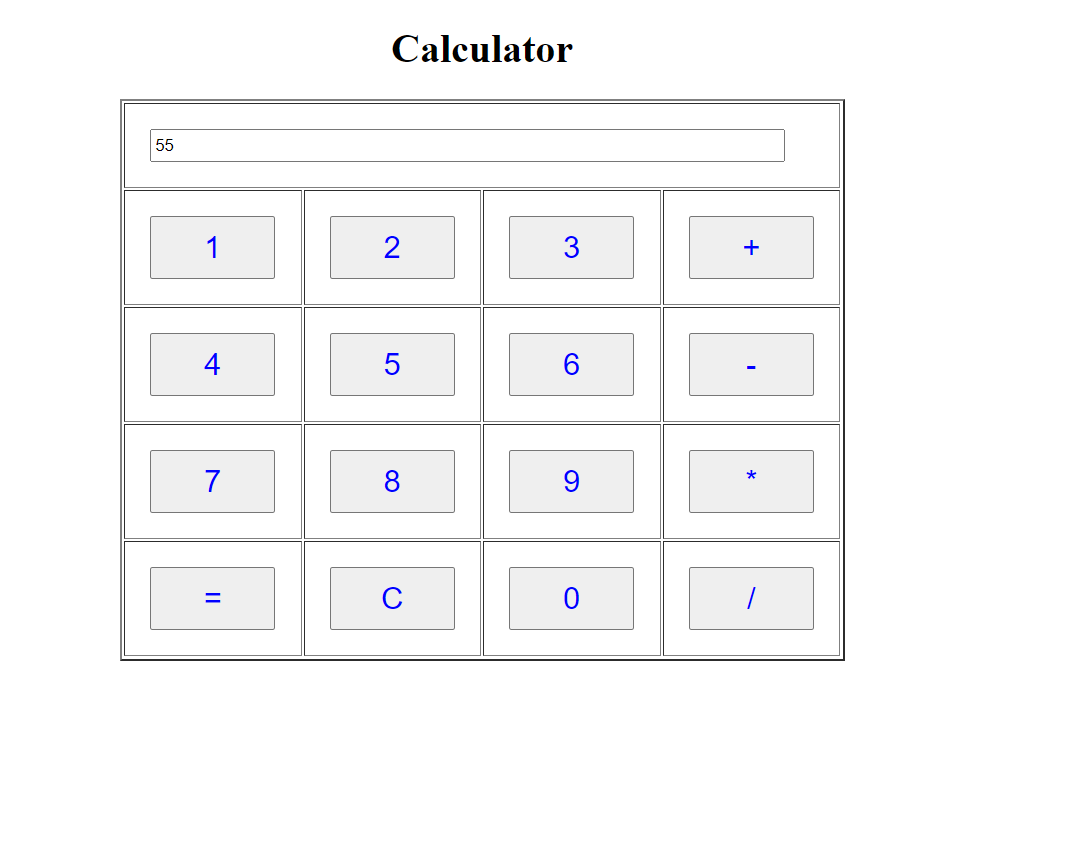 Calculator
55
1 2 3 +
4 5 6 -
7 8 9 *
= C 0 /